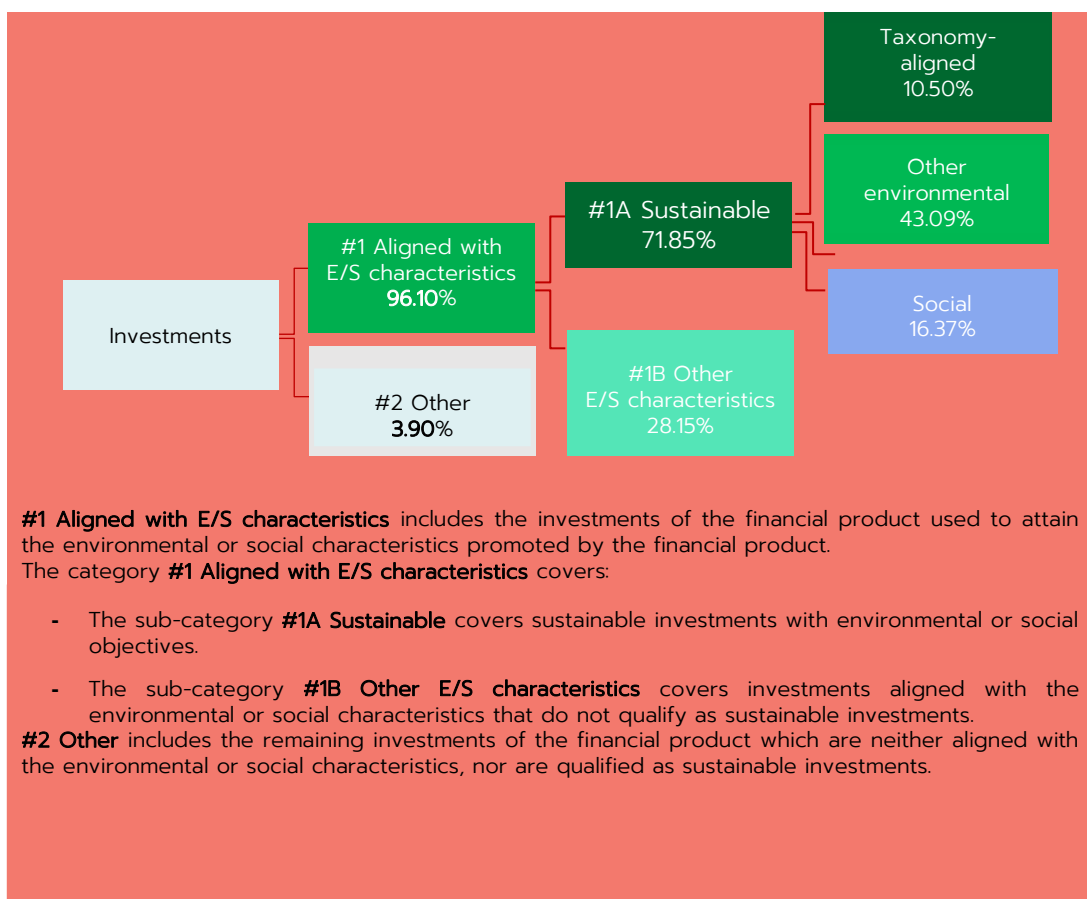 Taxonomy-
aligned
10.50%
Other
environmental
43.09%
#1A Sustainable
71.85%
#1 Aligned with
E/S characteristics
96.10%
Social
16.37%
Investments
#1B Other
E/S characteristics
28.15%
#2 Other
3.90%
#1 Aligned with E/S characteristics includes the investments of the financial product used to attain
the environmental or social characteristics promoted by the financial product.
The category #1 Aligned with E/S characteristics covers:
- The sub-category #1A Sustainable covers sustainable investments with environmental or social
objectives.
- The sub-category #1B Other E/S characteristics covers investments aligned with the
environmental or social characteristics that do not qualify as sustainable investments.
#2 Other includes the remaining investments of the financial product which are neither aligned with
the environmental or social characteristics, nor are qualified as sustainable investments.